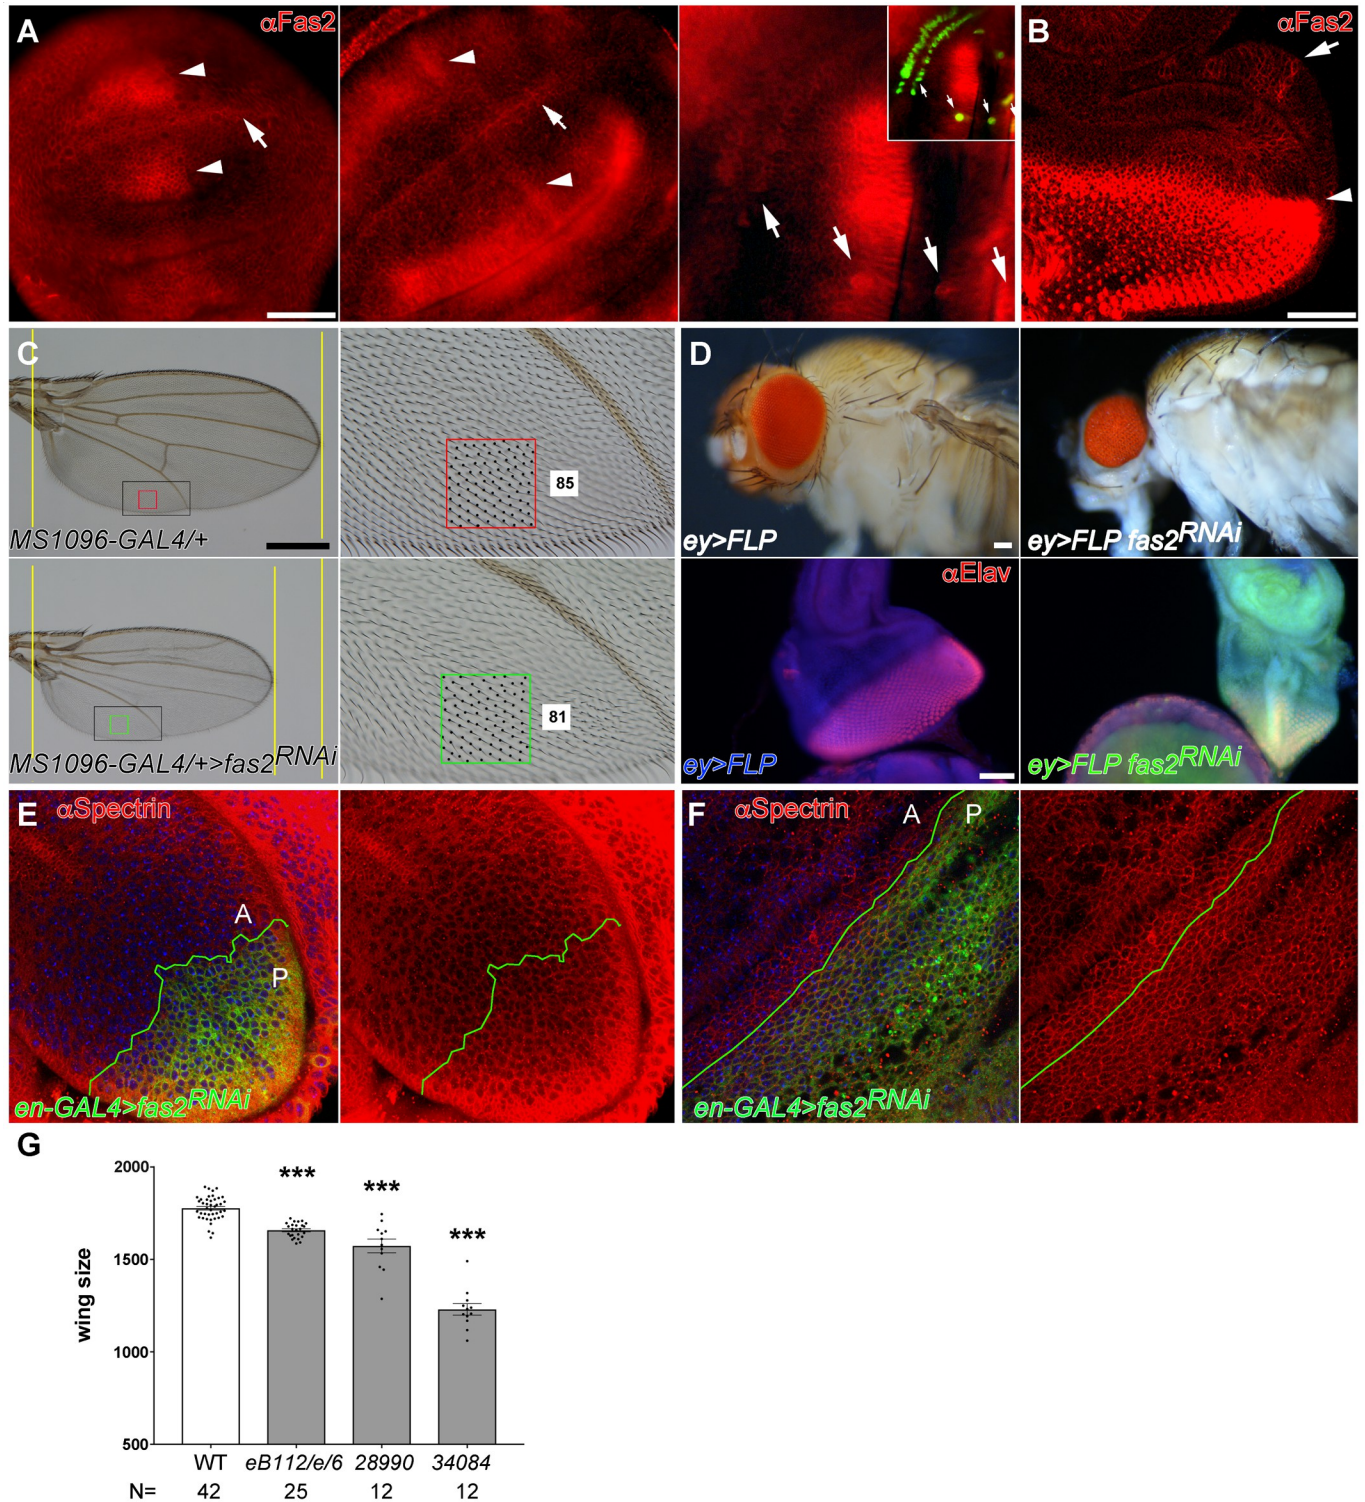 A
αFas2
B
αFas2
C
MS1096-GAL4/+
85
D
ey>FLP
ey>FLP fas2RNAi
MS1096-GAL4/+>fas2RNAi
81
αElav
ey>FLP
ey>FLP fas2RNAi
E
αSpectrin
A
P
en-GAL4>fas2RNAi
F
αSpectrin
A
P
en-GAL4>fas2RNAi
G
wing size
2000
1500
1000
500
***
***
***
WT eB112/e/6 28990 34084
N= 42 25 12 12